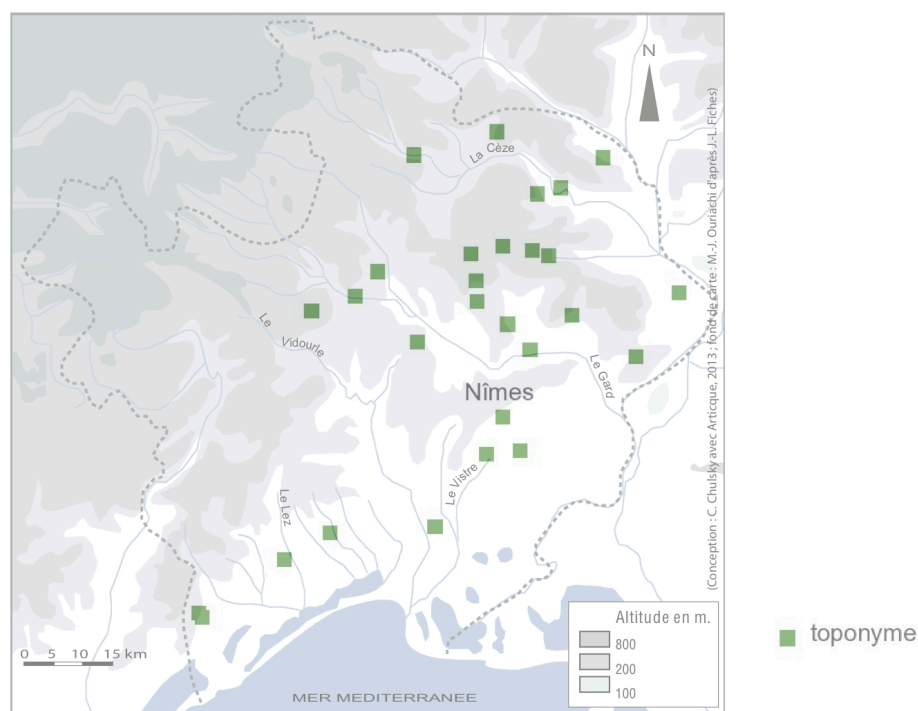 N
La Cèze
Le Vidourle
Le Gard
Nîmes
Le Vistre
Le Lez
(Conception : C. Chulsky avec Articque, 2013 ; fond de carte : M.-J. Ouriachi d'après J.-L. Fiches)
Altitude en m.
800
200
100
0 5 10 15 km
MER MEDITERRANEE
toponyme